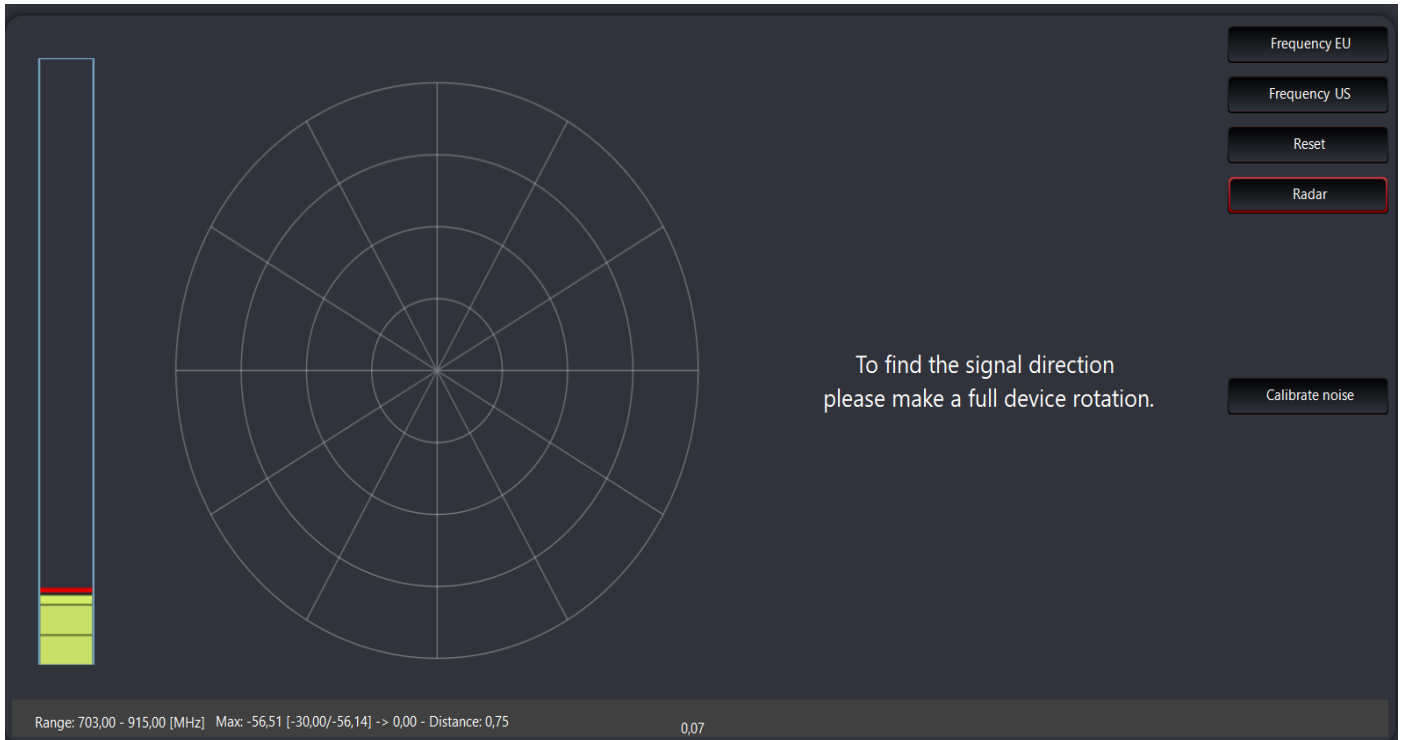 Frequency EU
Frequency US
Reset
Radar
To find the signal direction
please make a full device rotation.
Calibrate noise
Range: 703,00 - 915,00 [MHz] Max: -56,51 [-30,00/-56,14] -> 0,00 - Distance: 0,75
0,07